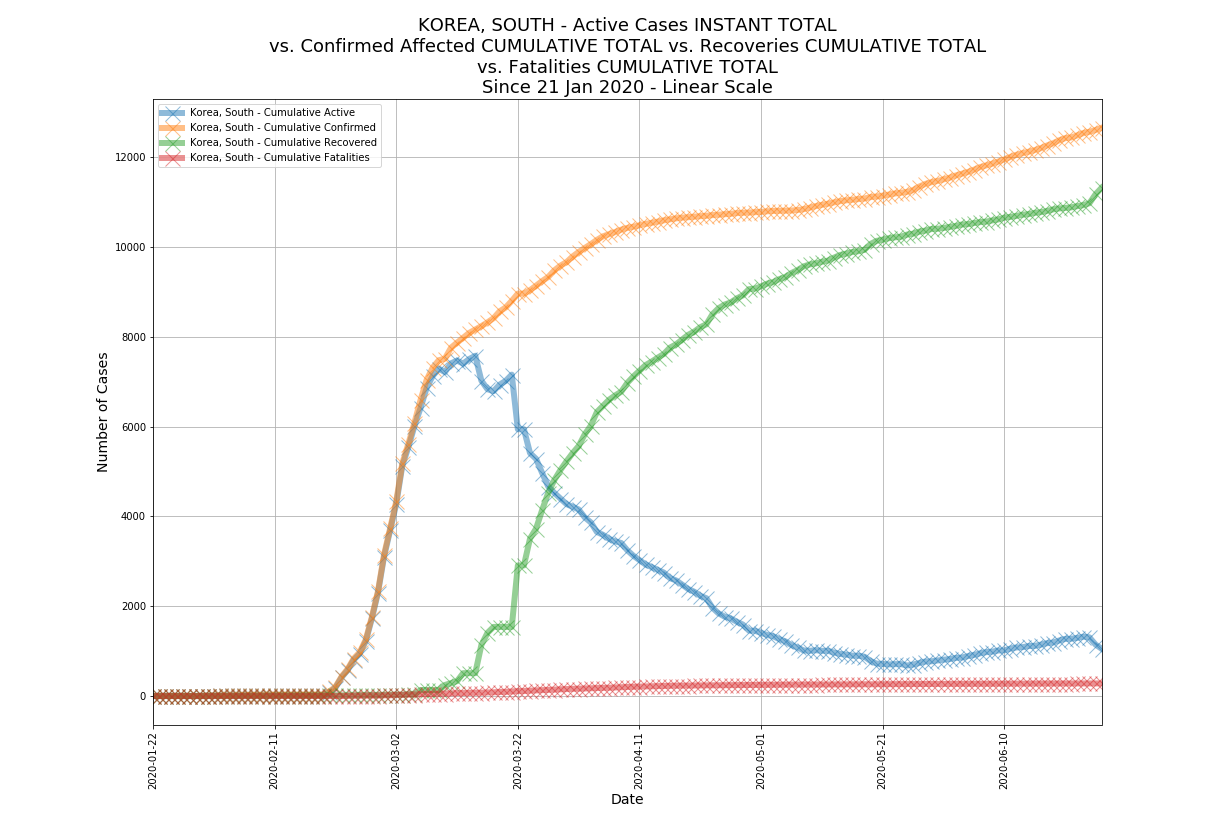 KOREA, SOUTH - Active Cases INSTANT TOTAL
vs. Confirmed Affected CUMULATIVE TOTAL vs. Recoveries CUMULATIVE TOTAL
vs. Fatalities CUMULATIVE TOTAL
Since 21 Jan 2020 - Linear Scale
Korea, South - Cumulative Active
Korea, South - Cumulative Confirmed
Korea, South - Cumulative Recovered
Korea, South - Cumulative Fatalities
Number of Cases
12000
10000
8000
6000
4000
2000
0
2020-01-22
2020-02-11
2020-03-02
2020-03-22
2020-04-11
2020-05-01
2020-05-21
2020-06-10
Date